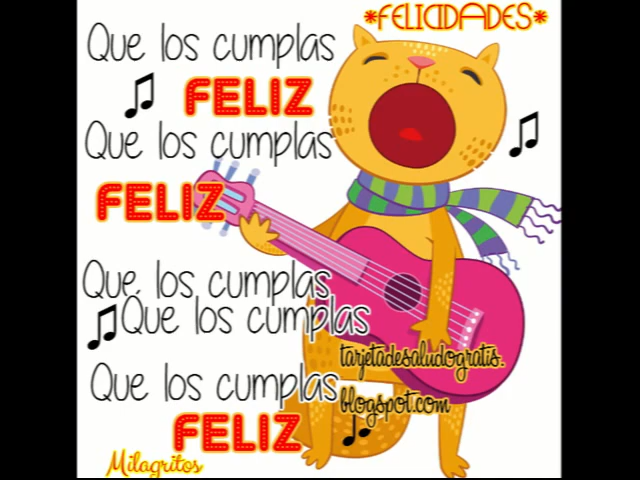 *FELICIDADES*
Que los cumplas
FELIZ
Que los cumplas
FELIZ
Que los cumplas
Que los cumplas
tarjetadesaludogratis.
blogspot.com
Que los cumplas
FELIZ
Milagritos